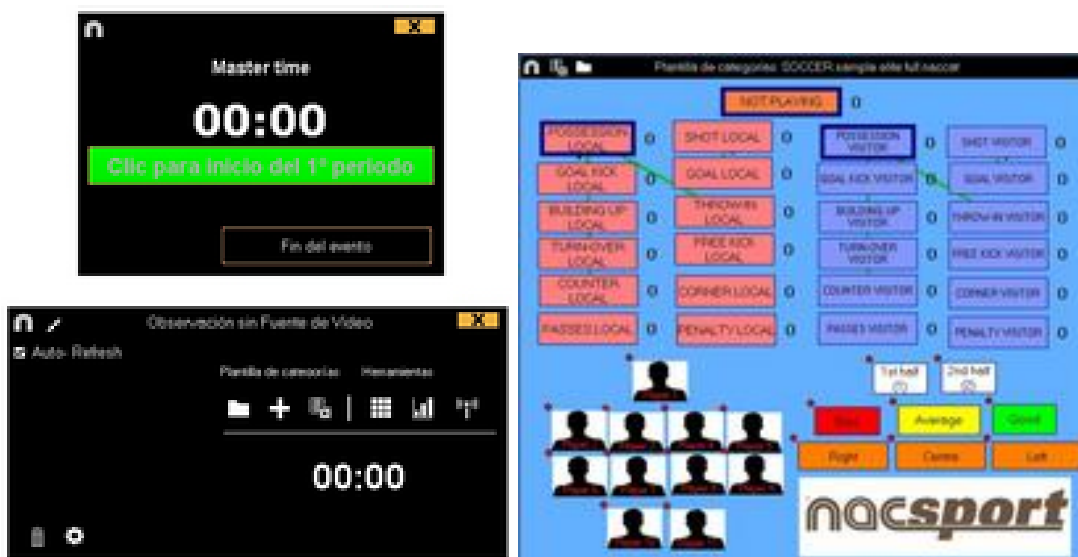 Master time
00:00
Clic para inicio del 1º periodo
Fin del evento
Observación sin Fuente de Video
Auto- Refresh
Plantilla de categorías Herramientas
00:00
Plantilla de categorias: SOCCER sample elite full nacsport
NOT PLAYING 0
POSSESSION LOCAL 0 SHOT LOCAL 0 POSSESSION VISITOR 0 SHOT VISITOR 0
GOAL KICK LOCAL 0 GOAL LOCAL 0 GOAL KICK VISITOR 0 GOAL VISITOR 0
BUILDING UP LOCAL 0 THROW-IN LOCAL 0 BUILDING UP VISITOR 0 THROW-IN VISITOR 0
TURN-OVER LOCAL 0 FREE KICK LOCAL 0 TURN-OVER VISITOR 0 FREE KICK VISITOR 0
COUNTER LOCAL 0 CORNER LOCAL 0 COUNTER VISITOR 0 CORNER VISITOR 0
PASSES LOCAL 0 PENALTY LOCAL 0 PASSES VISITOR 0 PENALTY VISITOR 0
1st half 2nd half
Average Good
Right Centre Left
nacsport